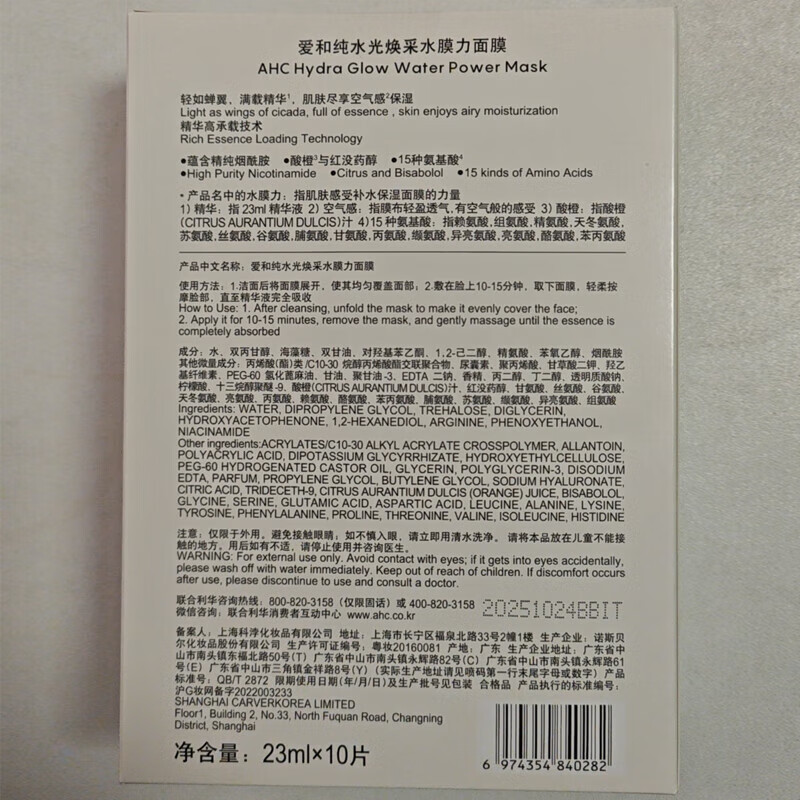 爱和纯水光焕采水膜力面膜
AHC Hydra Glow Water Power Mask
轻如蝉翼，满载精华¹，肌肤尽享空气感²保湿
Light as wings of cicada, full of essence , skin enjoys airy moisturization
精华高承载技术
Rich Essence Loading Technology
●蕴含精纯烟酰胺 ●酸橙³与红没药醇 ●15种氨基酸⁴
●High Purity Nicotinamide ●Citrus and Bisabolol ●15 kinds of Amino Acids
* 产品名中的水膜力：指肌肤感受补水保湿面膜的力量
1) 精华：指 23ml 精华液 2) 空气感：指膜布轻盈透气,有空气般的感受 3) 酸橙：指酸橙
(CITRUS AURANTIUM DULCIS)汁 4)15 种氨基酸：指赖氨酸,组氨酸,精氨酸,天冬氨酸,
苏氨酸,丝氨酸,谷氨酸,脯氨酸,甘氨酸,丙氨酸,缬氨酸,异亮氨酸,亮氨酸,酪氨酸,苯丙氨酸
产品中文名称：爱和纯水光焕采水膜力面膜
使用方法：1.洁面后将面膜展开，使其均匀覆盖面部；2.敷在脸上10-15分钟，取下面膜，轻柔按
摩脸部，直至精华液完全吸收
How to Use: 1. After cleansing, unfold the mask to make it evenly cover the face;
2. Apply it for 10-15 minutes, remove the mask, and gently massage until the essence is
completely absorbed
成分：水、双丙甘醇、海藻糖、双甘油、对羟基苯乙酮、1,2-己二醇、精氨酸、苯氧乙醇、烟酰胺
其他微量成分：丙烯酸(酯)类 /C10-30 烷醇丙烯酸酯交联聚合物、尿囊素、聚丙烯酸、甘草酸二钾、羟乙
基纤维素、PEG-60 氢化蓖麻油、甘油、聚甘油-3、EDTA 二钠、香精、丙二醇、丁二醇、透明质酸钠、
柠檬酸、十三烷醇聚醚-9、酸橙(CITRUS AURANTIUM DULCIS)汁、红没药醇、甘氨酸、丝氨酸、谷氨酸、
天冬氨酸、亮氨酸、丙氨酸、赖氨酸、酪氨酸、苯丙氨酸、脯氨酸、苏氨酸、缬氨酸、异亮氨酸、组氨酸
Ingredients: WATER, DIPROPYLENE GLYCOL, TREHALOSE, DIGLYCERIN,
HYDROXYACETOPHENONE, 1,2-HEXANEDIOL, ARGININE, PHENOXYETHANOL,
NIACINAMIDE
Other ingredients:ACRYLATES/C10-30 ALKYL ACRYLATE CROSSPOLYMER, ALLANTOIN,
POLYACRYLIC ACID, DIPOTASSIUM GLYCYRRHIZATE, HYDROXYETHYLCELLULOSE,
PEG-60 HYDROGENATED CASTOR OIL, GLYCERIN, POLYGLYCERIN-3, DISODIUM
EDTA, PARFUM, PROPYLENE GLYCOL, BUTYLENE GLYCOL, SODIUM HYALURONATE,
CITRIC ACID, TRIDECETH-9, CITRUS AURANTIUM DULCIS (ORANGE) JUICE, BISABOLOL,
GLYCINE, SERINE, GLUTAMIC ACID, ASPARTIC ACID, LEUCINE, ALANINE, LYSINE,
TYROSINE, PHENYLALANINE, PROLINE, THREONINE, VALINE, ISOLEUCINE, HISTIDINE
注意：仅限于外用，避免接触眼睛；如不慎入眼，请立即用清水洗净。 请将本品放在儿童不能接
触的地方。用后如有不适，请停止使用并咨询医生。
WARNING: For external use only. Avoid contact with eyes; if it gets into eyes accidentally,
please wash off with water immediately. Keep out of reach of children. If discomfort occurs
after use, please discontinue to use and consult a doctor.
联合利华咨询热线：800-820-3158（仅限固话）或 400-820-3158
微信咨询：联合利华消费者互动中心 www.ahc.co.kr
20251024BBIT
备案人：上海科渟化妆品有限公司 地址：上海市长宁区福泉北路33号2幢1楼 生产企业：诺斯贝
尔化妆品股份有限公司 生产许可证编号：粤妆20160081 产地：广东 生产企业地址：广东省中
山市南头镇东福北路50号(T) 广东省中山市南头镇永辉路82号(C) 广东省中山市南头镇永辉路61
号(E) 广东省中山市三角镇金祥路8号(Y) (实际生产地址请见喷码第一行末尾字母或数字) 产品
标准号：QB/T 2872 限期使用日期(年/月/日)及生产批号见包装 合格品 产品执行的标准编号：
沪G妆网备字2022003233
SHANGHAI CARVERKOREA LIMITED
Floor1, Building 2, No.33, North Fuquan Road, Changning
District, Shanghai
净含量：23ml×10片
6 974354 840282